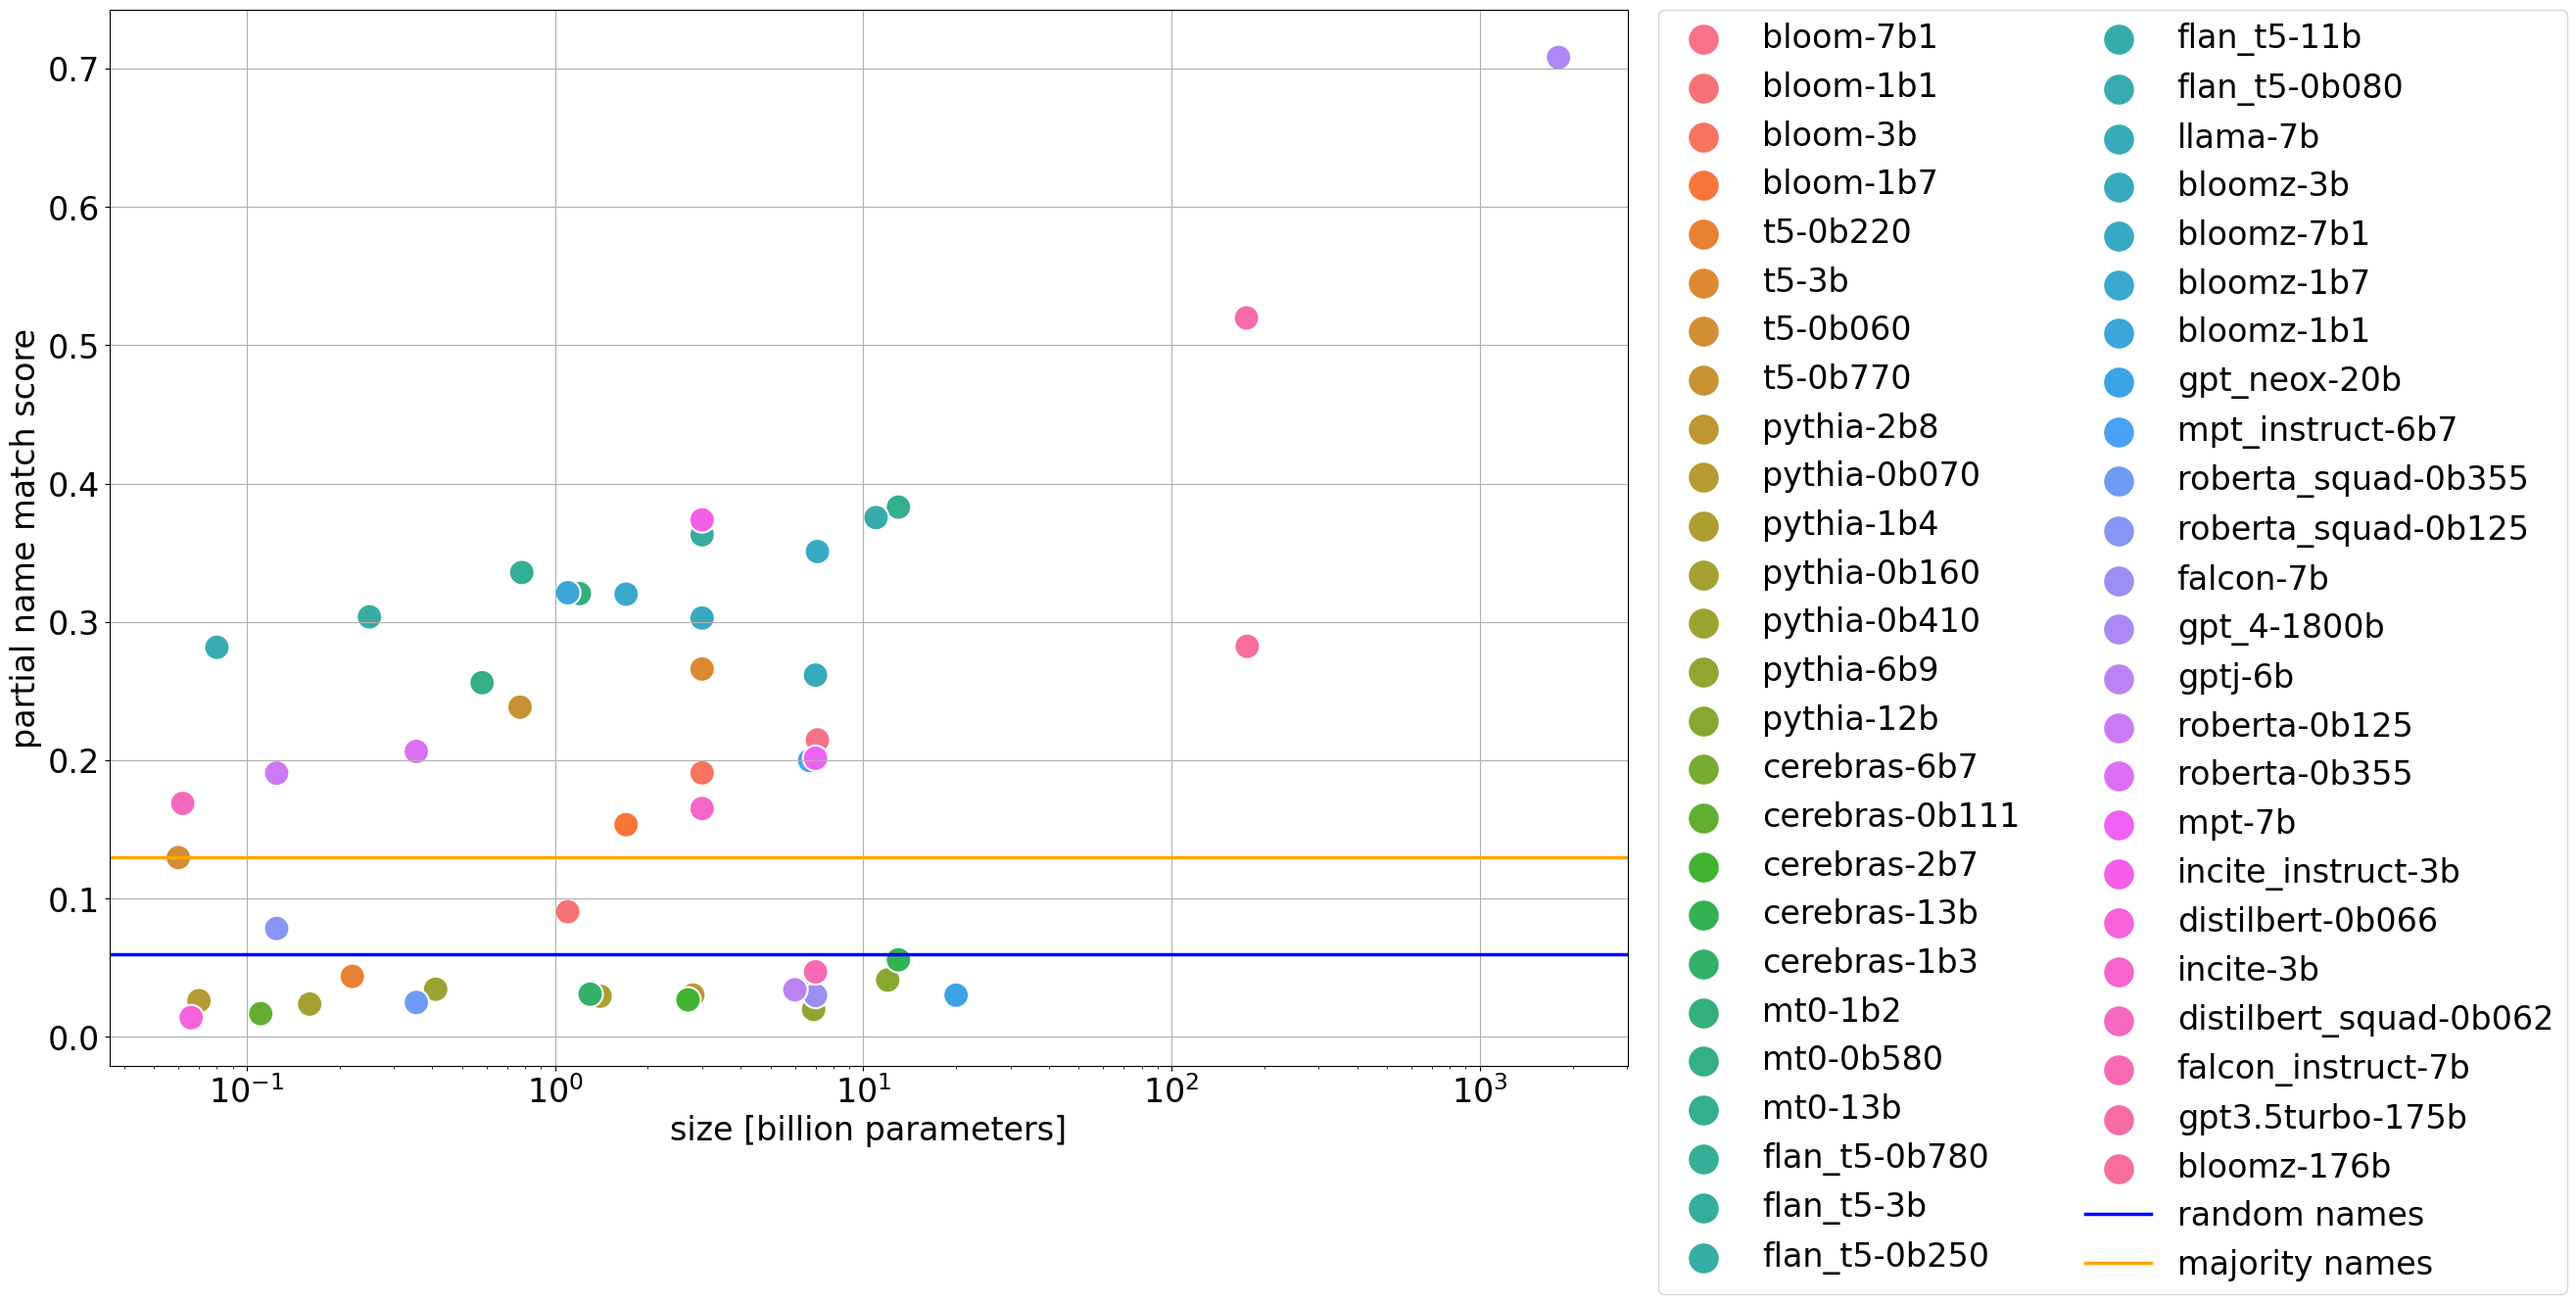 partial name match score
0.7
0.6
0.5
0.4
0.3
0.2
0.1
0.0
10⁻¹ 10⁰ 10¹ 10² 10³
size [billion parameters]
bloom-7b1
bloom-1b1
bloom-3b
bloom-1b7
t5-0b220
t5-3b
t5-0b060
t5-0b770
pythia-2b8
pythia-0b070
pythia-1b4
pythia-0b160
pythia-0b410
pythia-6b9
pythia-12b
cerebras-6b7
cerebras-0b111
cerebras-2b7
cerebras-13b
cerebras-1b3
mt0-1b2
mt0-0b580
mt0-13b
flan_t5-0b780
flan_t5-3b
flan_t5-0b250
flan_t5-11b
flan_t5-0b080
llama-7b
bloomz-3b
bloomz-7b1
bloomz-1b7
bloomz-1b1
gpt_neox-20b
mpt_instruct-6b7
roberta_squad-0b355
roberta_squad-0b125
falcon-7b
gpt_4-1800b
gptj-6b
roberta-0b125
roberta-0b355
mpt-7b
incite_instruct-3b
distilbert-0b066
incite-3b
distilbert_squad-0b062
falcon_instruct-7b
gpt3.5turbo-175b
bloomz-176b
random names
majority names